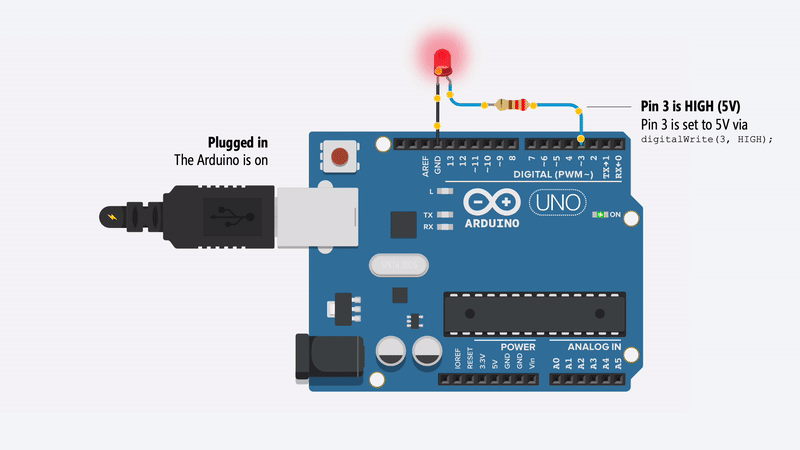 Pin 3 is HIGH (5V)
Pin 3 is set to 5V via
digitalWrite(3, HIGH);
Plugged in
The Arduino is on
AREF
GND
13
12
~11
~10
~9
8
7
~6
~5
4
~3
2
TX→1
RX←0
DIGITAL (PWM~)
L
TX
RX
ARDUINO
UNO
ON
POWER
ANALOG IN
IOREF
RESET
3.3V
5V
GND
GND
Vin
A0
A1
A2
A3
A4
A5